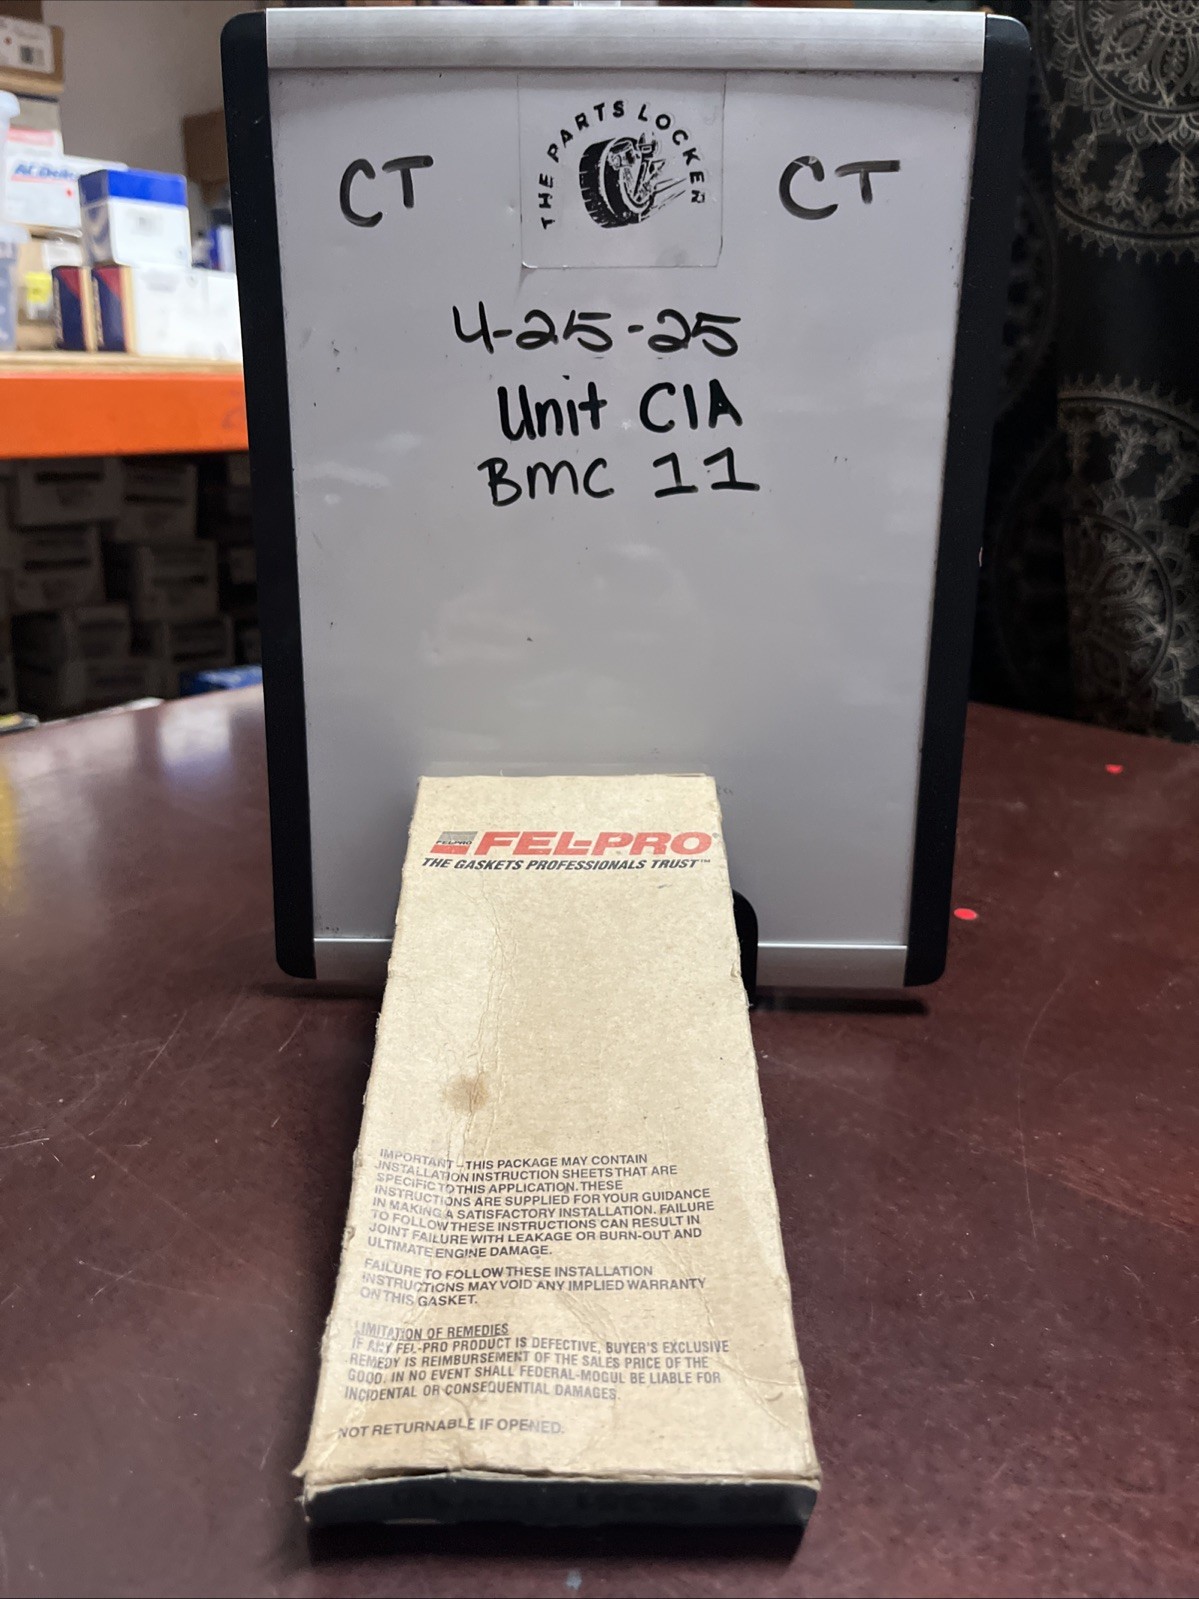 THE PARTS LOCKER
CT
CT
4-25-25
Unit C1A
BMC 11
ACDelco
FELPRO
FEL-PRO®
THE GASKETS PROFESSIONALS TRUST™
IMPORTANT - THIS PACKAGE MAY CONTAIN
INSTALLATION INSTRUCTION SHEETS THAT ARE
SPECIFIC TO THIS APPLICATION. THESE
INSTRUCTIONS ARE SUPPLIED FOR YOUR GUIDANCE
IN MAKING A SATISFACTORY INSTALLATION. FAILURE
TO FOLLOW THESE INSTRUCTIONS CAN RESULT IN
JOINT FAILURE WITH LEAKAGE OR BURN-OUT AND
ULTIMATE ENGINE DAMAGE.
FAILURE TO FOLLOW THESE INSTALLATION
INSTRUCTIONS MAY VOID ANY IMPLIED WARRANTY
ON THIS GASKET.
LIMITATION OF REMEDIES
IF ANY FEL-PRO PRODUCT IS DEFECTIVE, BUYER'S EXCLUSIVE
REMEDY IS REIMBURSEMENT OF THE SALES PRICE OF THE
GOOD. IN NO EVENT SHALL FEDERAL-MOGUL BE LIABLE FOR
INCIDENTAL OR CONSEQUENTIAL DAMAGES.
NOT RETURNABLE IF OPENED.